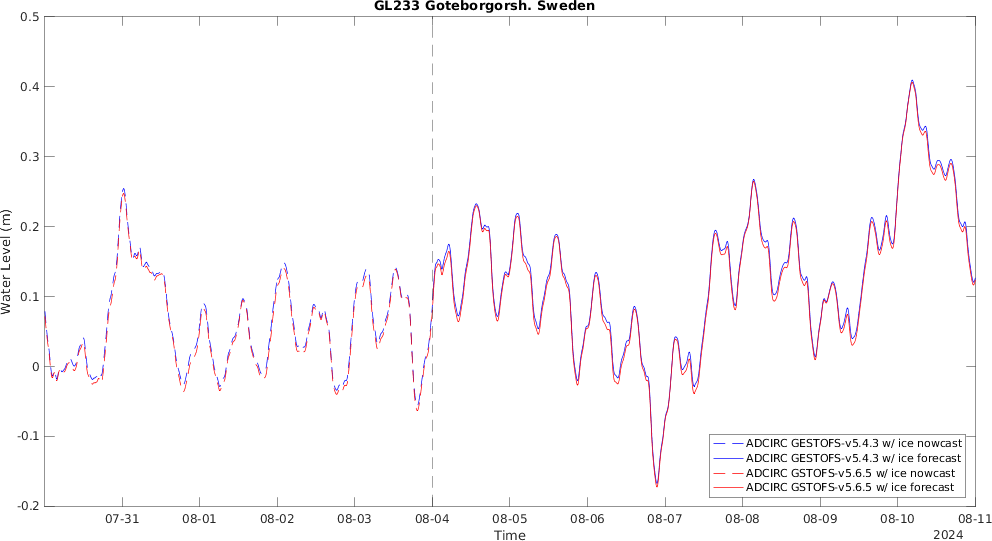 GL233 Goteborgorsh. Sweden
Water Level (m)
0.5
0.4
0.3
0.2
0.1
0
-0.1
-0.2
ADCIRC GESTOFS-v5.4.3 w/ ice nowcast
ADCIRC GESTOFS-v5.4.3 w/ ice forecast
ADCIRC GSTOFS-v5.6.5 w/ ice nowcast
ADCIRC GSTOFS-v5.6.5 w/ ice forecast
07-31 08-01 08-02 08-03 08-04 08-05 08-06 08-07 08-08 08-09 08-10 08-11
Time
2024